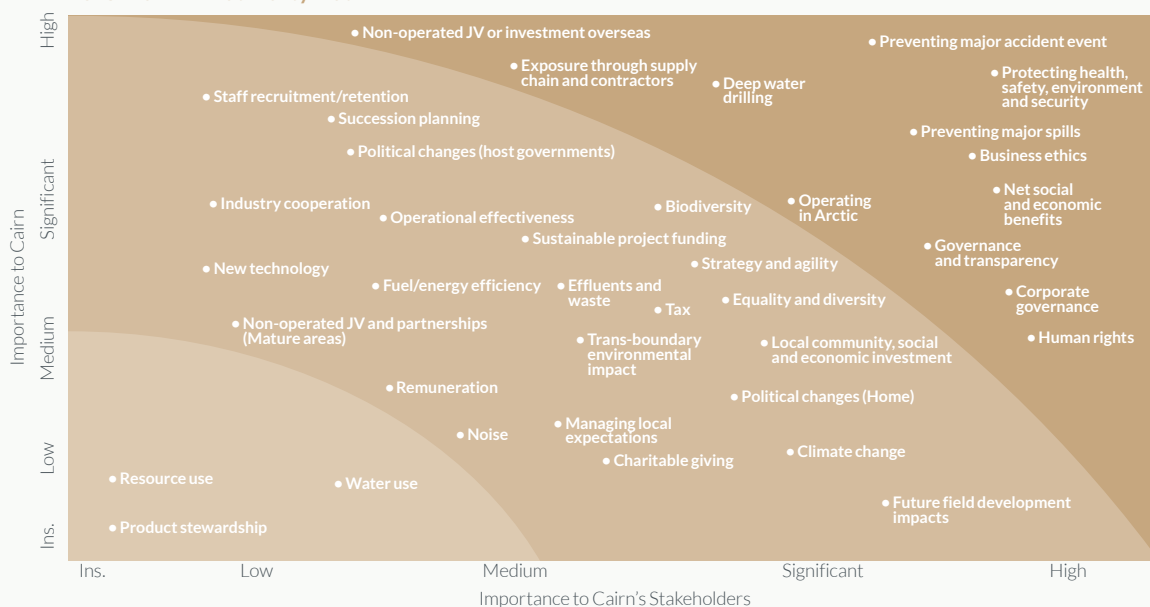 High
Significant
Medium
Low
Ins.
Importance to Cairn
Non-operated JV or investment overseas
Preventing major accident event
Exposure through supply
chain and contractors
Deep water
drilling
Protecting health,
safety, environment
and security
Staff recruitment/retention
Succession planning
Preventing major spills
Political changes (host governments)
Business ethics
Net social
and economic
benefits
Industry cooperation
Operational effectiveness
Biodiversity
Operating
in Arctic
Sustainable project funding
Governance
and transparency
New technology
Strategy and agility
Fuel/energy efficiency
Effluents and
waste
Equality and diversity
Corporate
governance
Tax
Non-operated JV and partnerships
(Mature areas)
Trans-boundary
environmental
impact
Local community, social
and economic investment
Human rights
Remuneration
Political changes (Home)
Noise
Managing local
expectations
Charitable giving
Climate change
Resource use
Water use
Product stewardship
Future field development
impacts
Ins.
Low
Medium
Significant
High
Importance to Cairn's Stakeholders